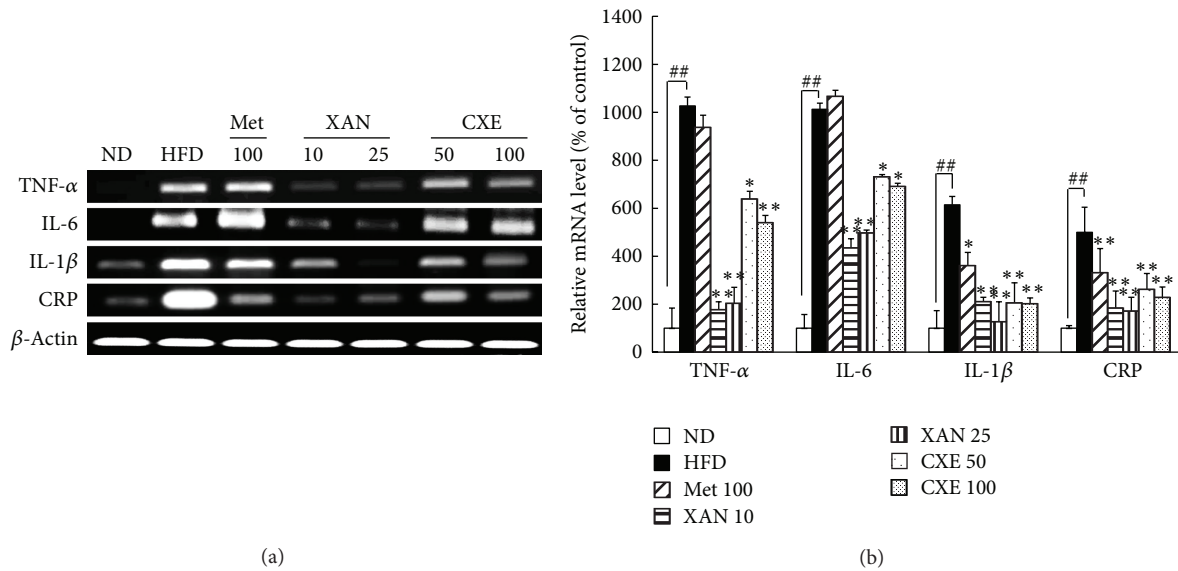 Met XAN CXE
ND HFD 100 10 25 50 100
TNF-α
IL-6
IL-1β
CRP
β-Actin
(a)
Relative mRNA level (% of control)
1400
1200
1000
800
600
400
200
0
## ## ## ##
* ** ** ** *
** ** * *
* ** ** ** **
** ** ** ** **
TNF-α IL-6 IL-1β CRP
ND
HFD
Met 100
XAN 10
XAN 25
CXE 50
CXE 100
(b)